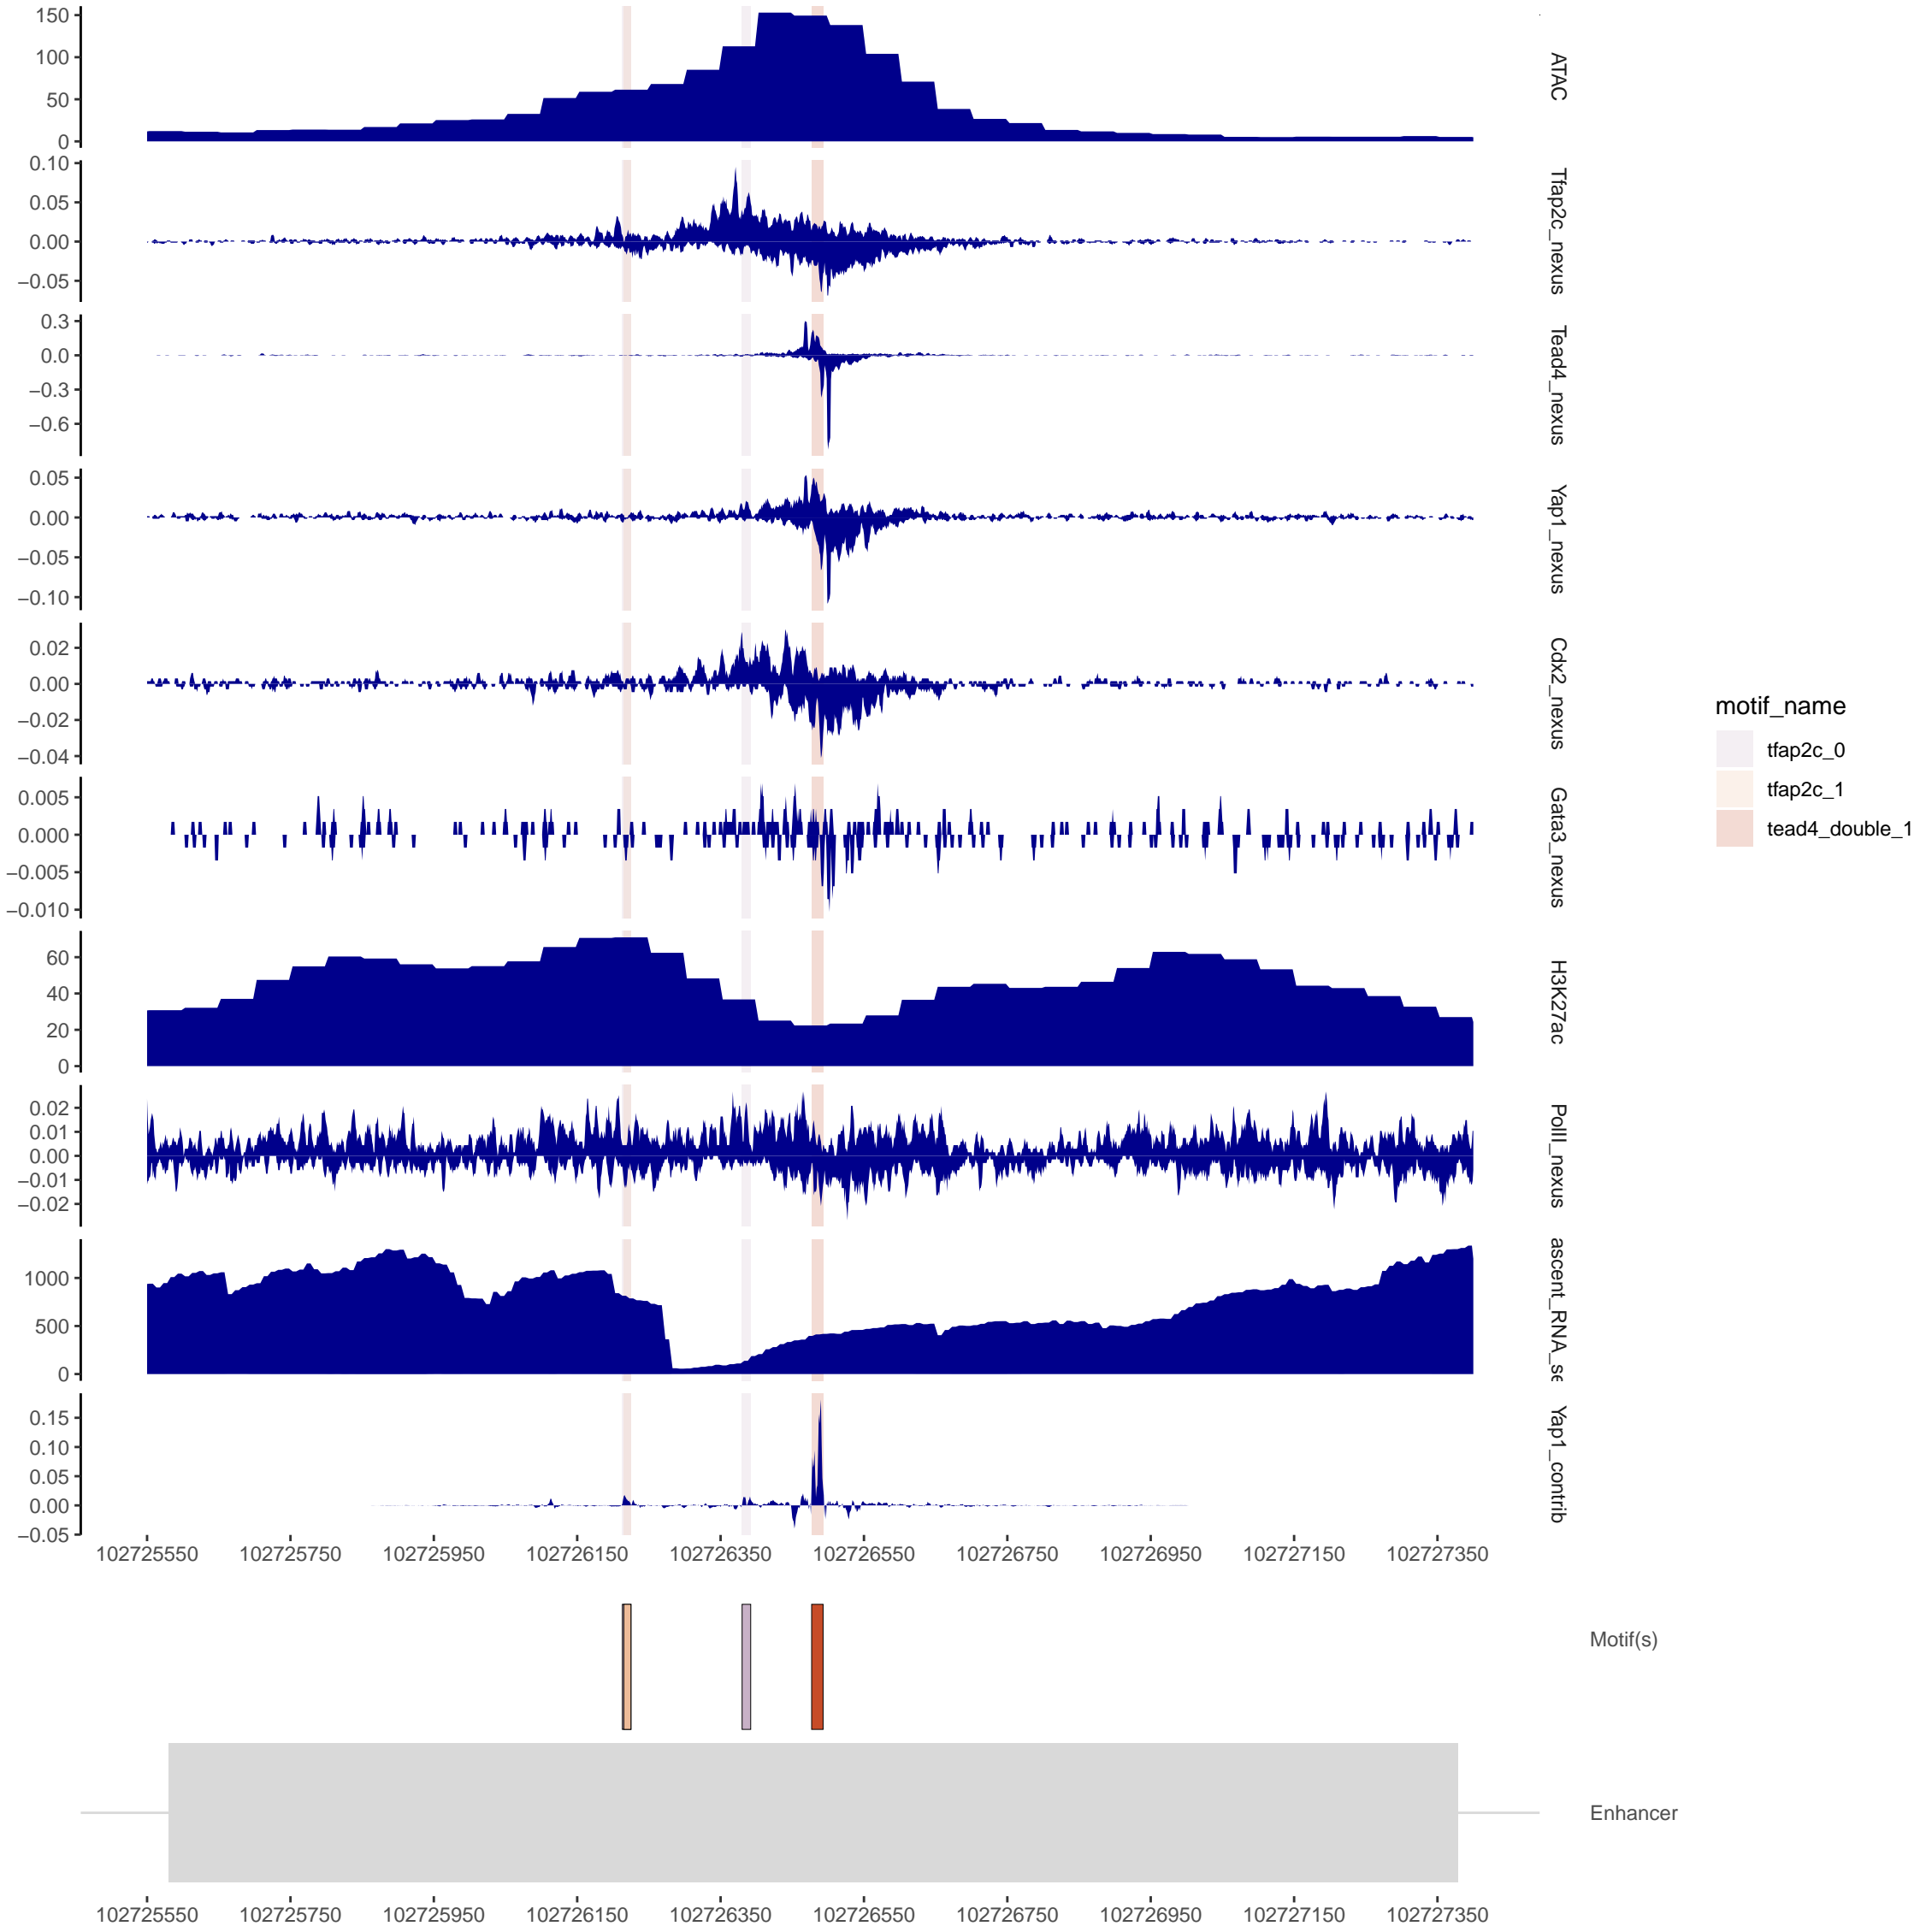 150
100
50
0
ATAC
0.10
0.05
0.00
−0.05
Tfap2c_nexus
0.3
0.0
−0.3
−0.6
Tead4_nexus
0.05
0.00
−0.05
−0.10
Yap1_nexus
0.02
0.00
−0.02
−0.04
Cdx2_nexus
0.005
0.000
−0.005
−0.010
Gata3_nexus
60
40
20
0
H3K27ac
0.02
0.01
0.00
−0.01
−0.02
PolII_nexus
1000
500
0
ascent_RNA_se
0.15
0.10
0.05
0.00
−0.05
Yap1_contrib
102725550 102725750 102725950 102726150 102726350 102726550 102726750 102726950 102727150 102727350
motif_name
tfap2c_0
tfap2c_1
tead4_double_1
Motif(s)
Enhancer
102725550 102725750 102725950 102726150 102726350 102726550 102726750 102726950 102727150 102727350